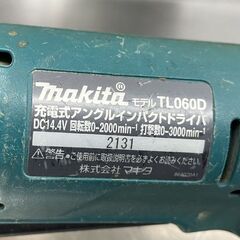 makita モデル TL060D
充電式アングルインパクトドライバ
DC14.4V 回転数0-2000min⁻¹ 打撃数0-3000min⁻¹
2131
ご使用前に取扱説明書を必ずよくお読みください。
株式会社 マキタ